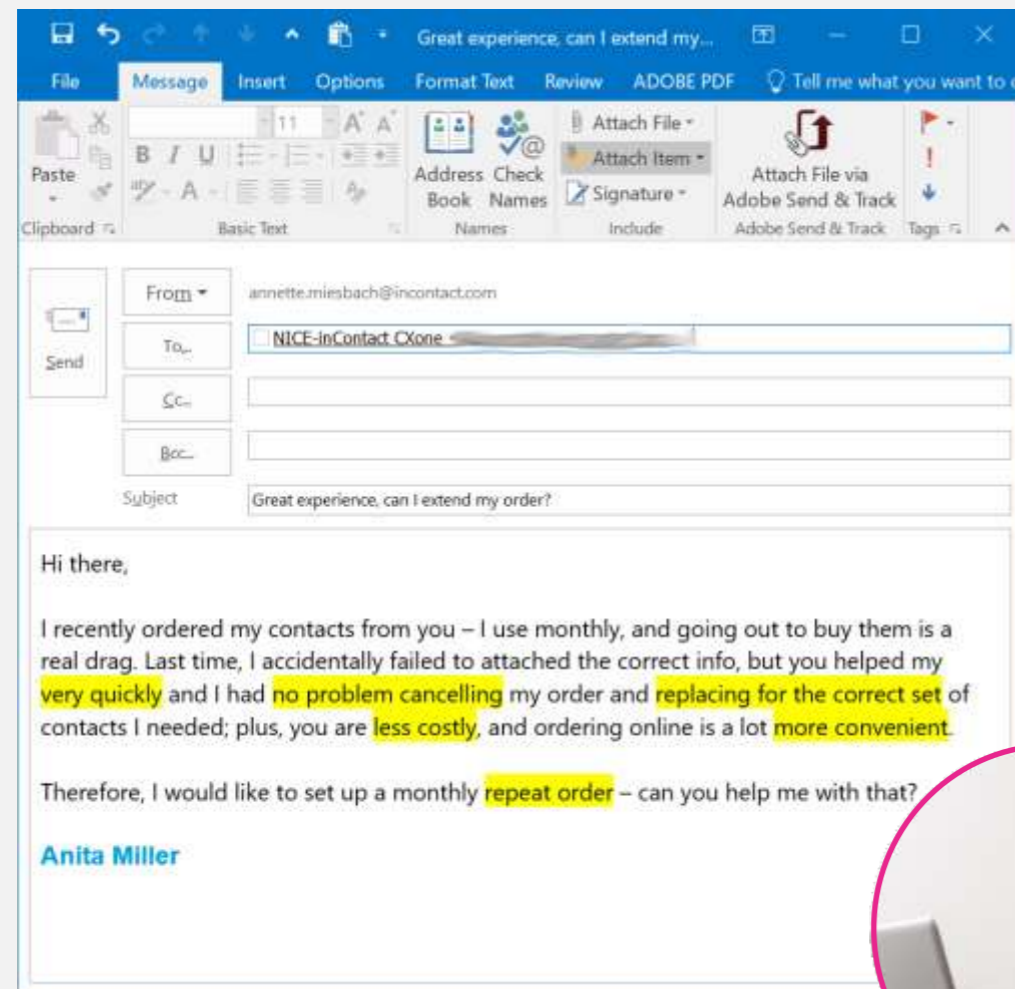 Great experience, can I extend my...
File Message Insert Options Format Text Review ADOBE PDF Tell me what you want to
Paste
11
B I U
Address Book
Check Names
Attach File
Attach Item
Signature
Attach File via
Adobe Send & Track
Clipboard Basic Text Names Include Adobe Send & Track Tags
Send
From annette.miesbach@incontact.com
To... NICE-inContact CXone
Cc...
Bcc...
Subject Great experience, can I extend my order?
Hi there,
I recently ordered my contacts from you – I use monthly, and going out to buy them is a
real drag. Last time, I accidentally failed to attached the correct info, but you helped my
very quickly and I had no problem cancelling my order and replacing for the correct set of
contacts I needed; plus, you are less costly, and ordering online is a lot more convenient.
Therefore, I would like to set up a monthly repeat order – can you help me with that?
Anita Miller